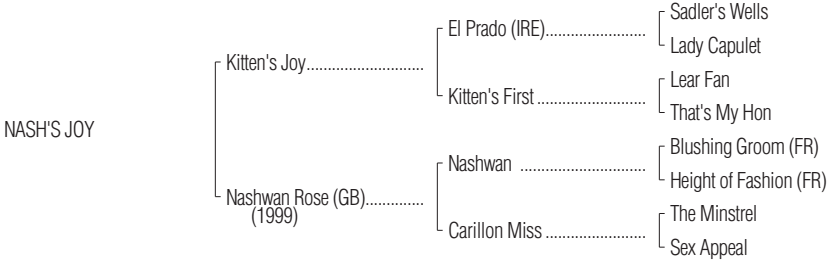 Sadler's Wells
El Prado (IRE)........................
Lady Capulet
Kitten's Joy............................
Lear Fan
Kitten's First ..........................
That's My Hon
NASH'S JOY
Blushing Groom (FR)
Nashwan ..............................
Height of Fashion (FR)
Nashwan Rose (GB)..............
(1999)
The Minstrel
Carillon Miss ........................
Sex Appeal